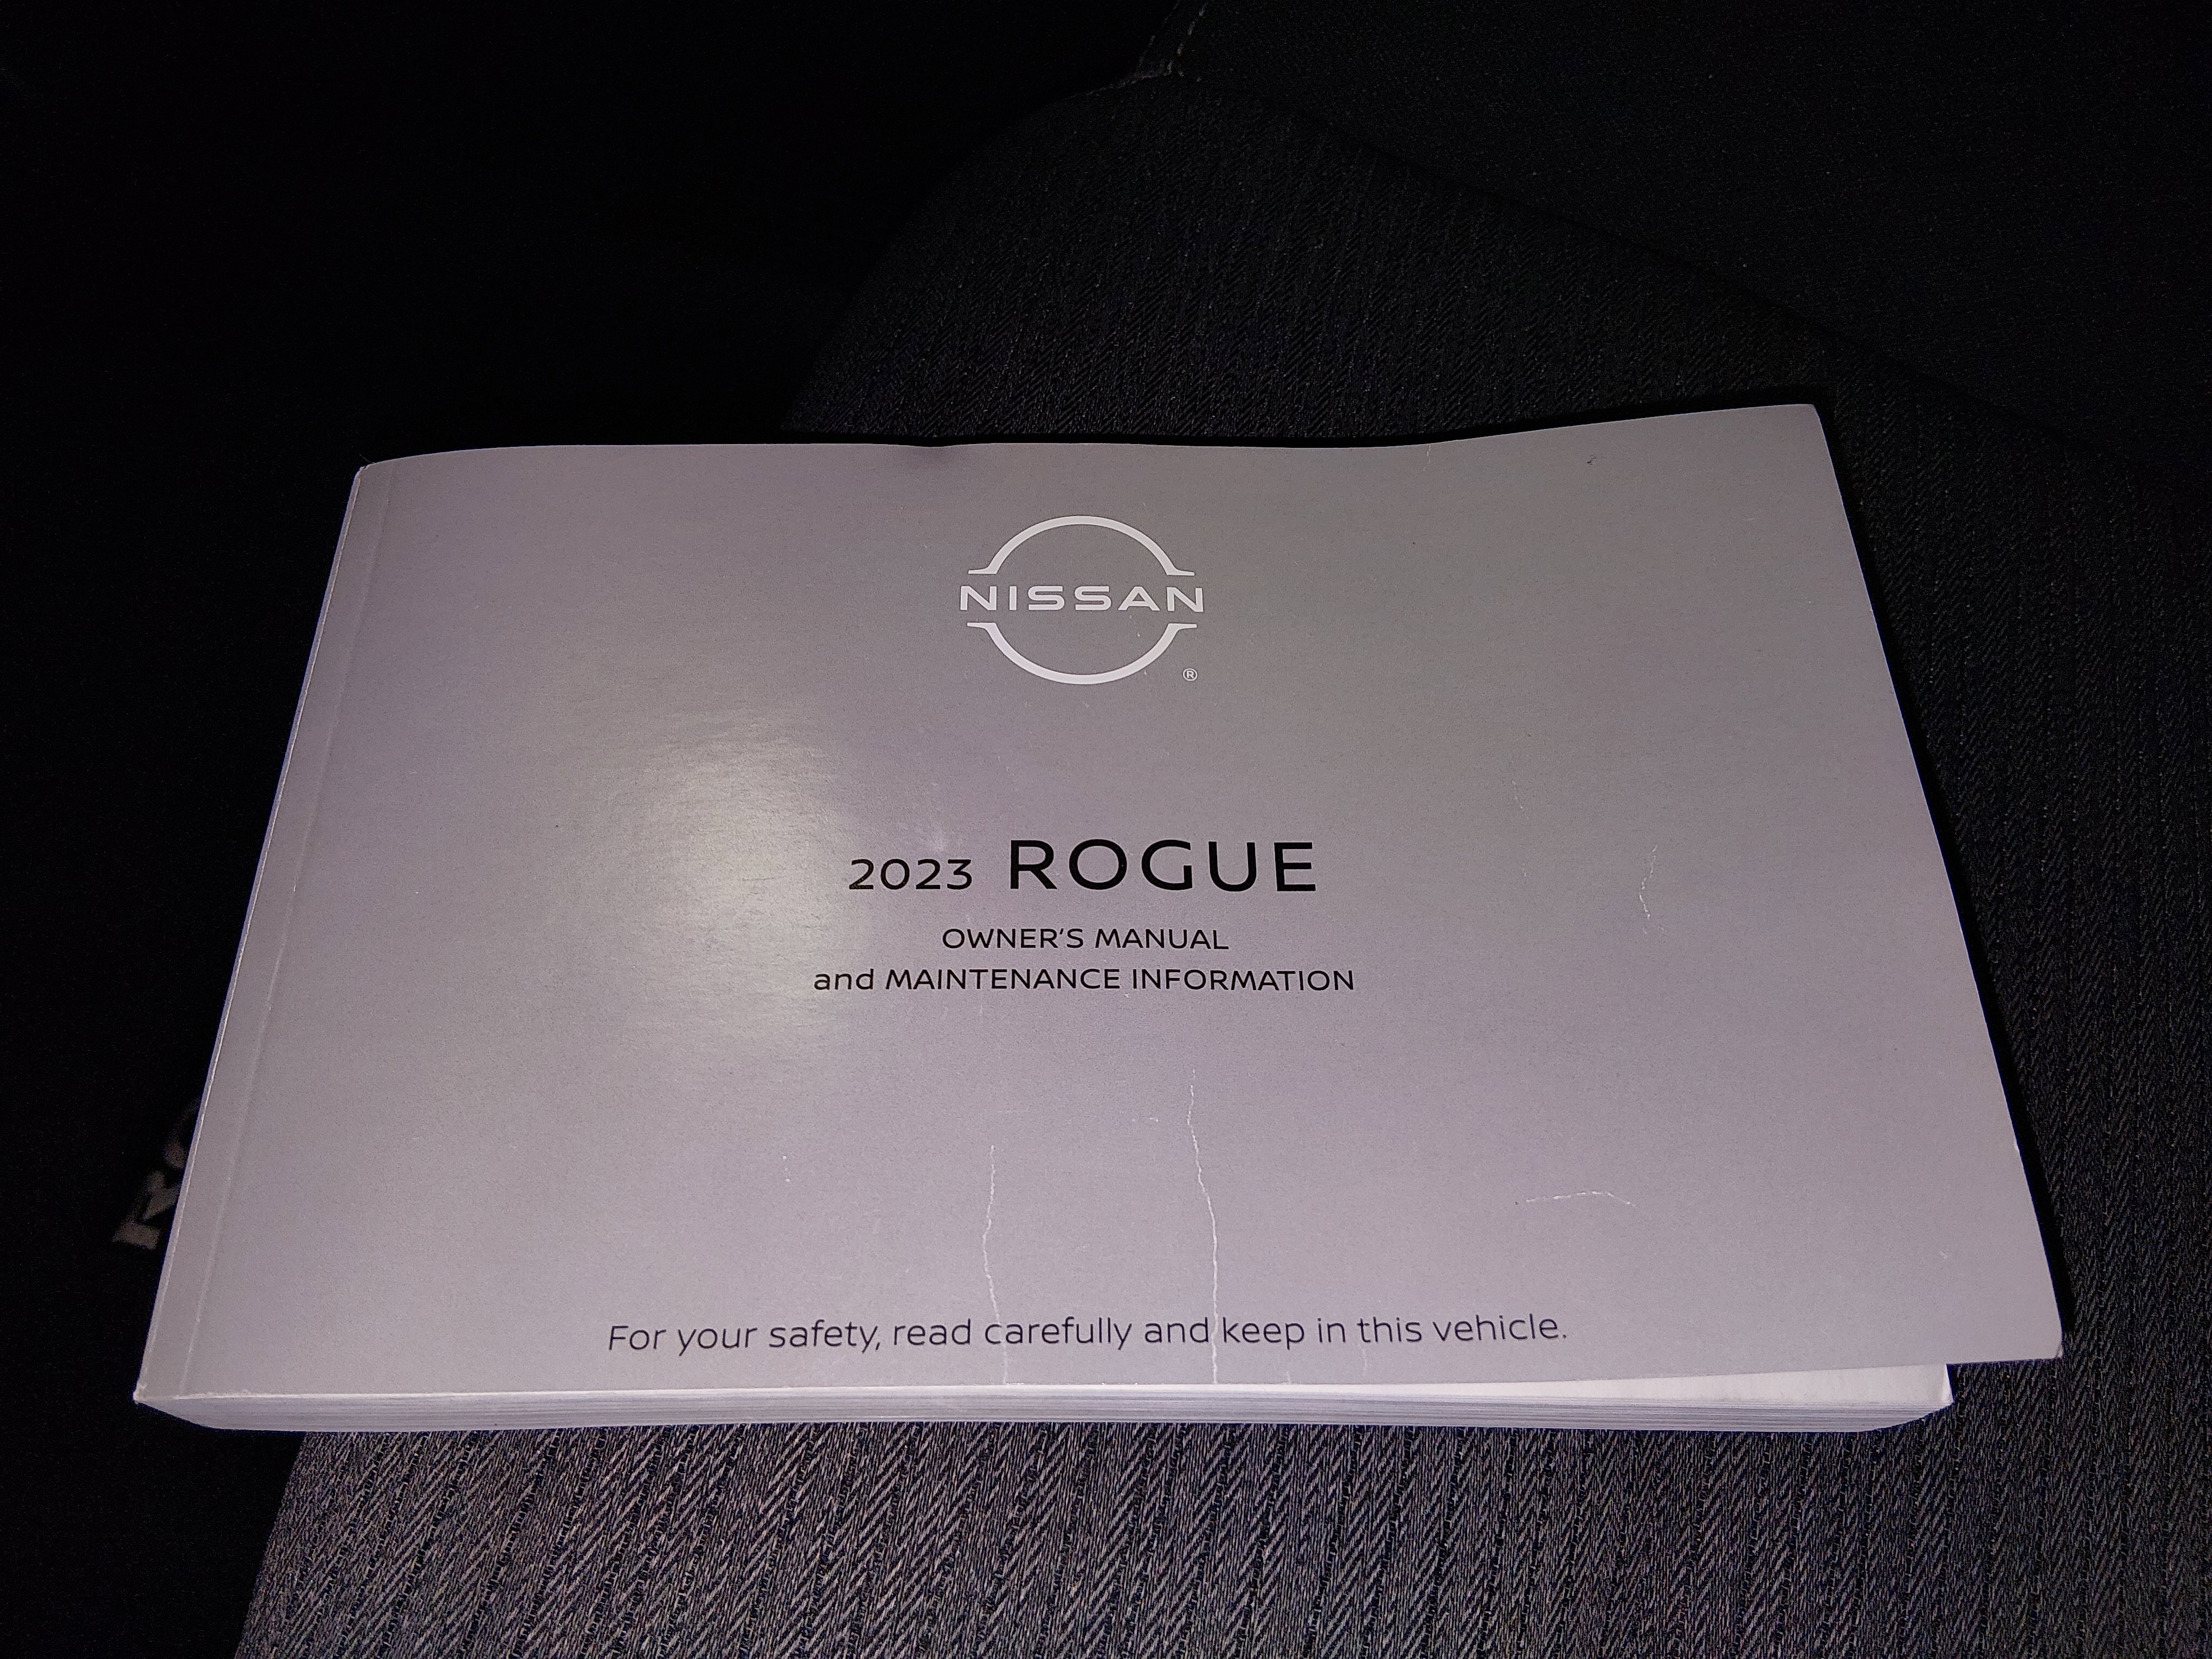 NISSAN
®
2023 ROGUE
OWNER'S MANUAL
and MAINTENANCE INFORMATION
For your safety, read carefully and keep in this vehicle.